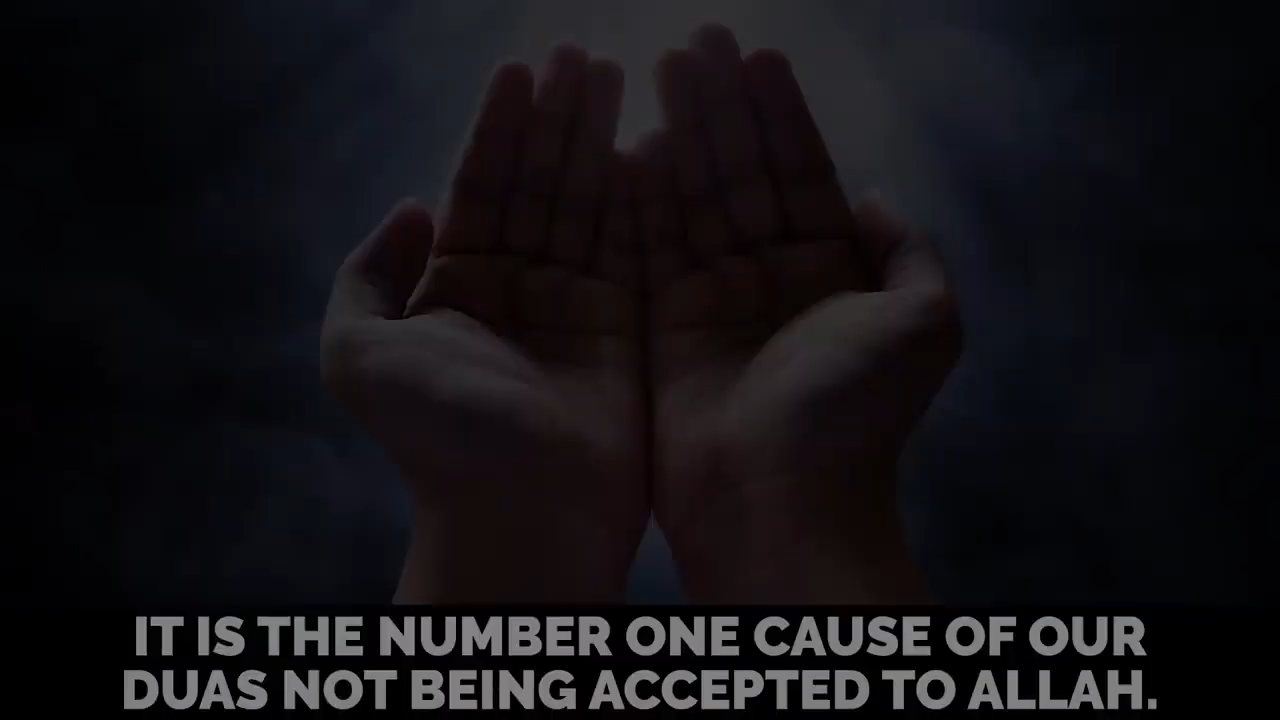 IT IS THE NUMBER ONE CAUSE OF OUR
DUAS NOT BEING ACCEPTED TO ALLAH.